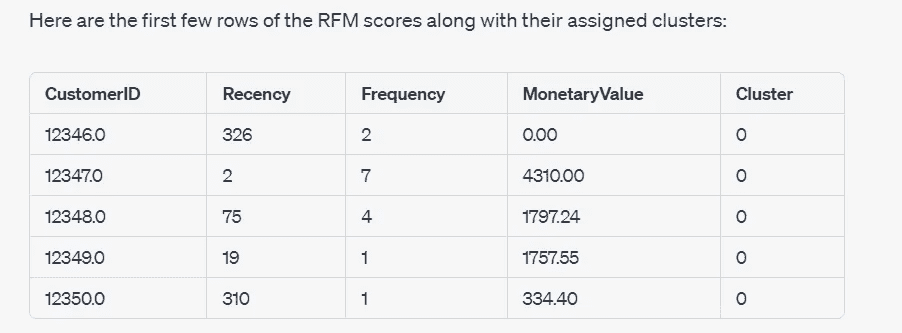 Here are the first few rows of the RFM scores along with their assigned clusters:
CustomerID Recency Frequency MonetaryValue Cluster
12346.0 326 2 0.00 0
12347.0 2 7 4310.00 0
12348.0 75 4 1797.24 0
12349.0 19 1 1757.55 0
12350.0 310 1 334.40 0